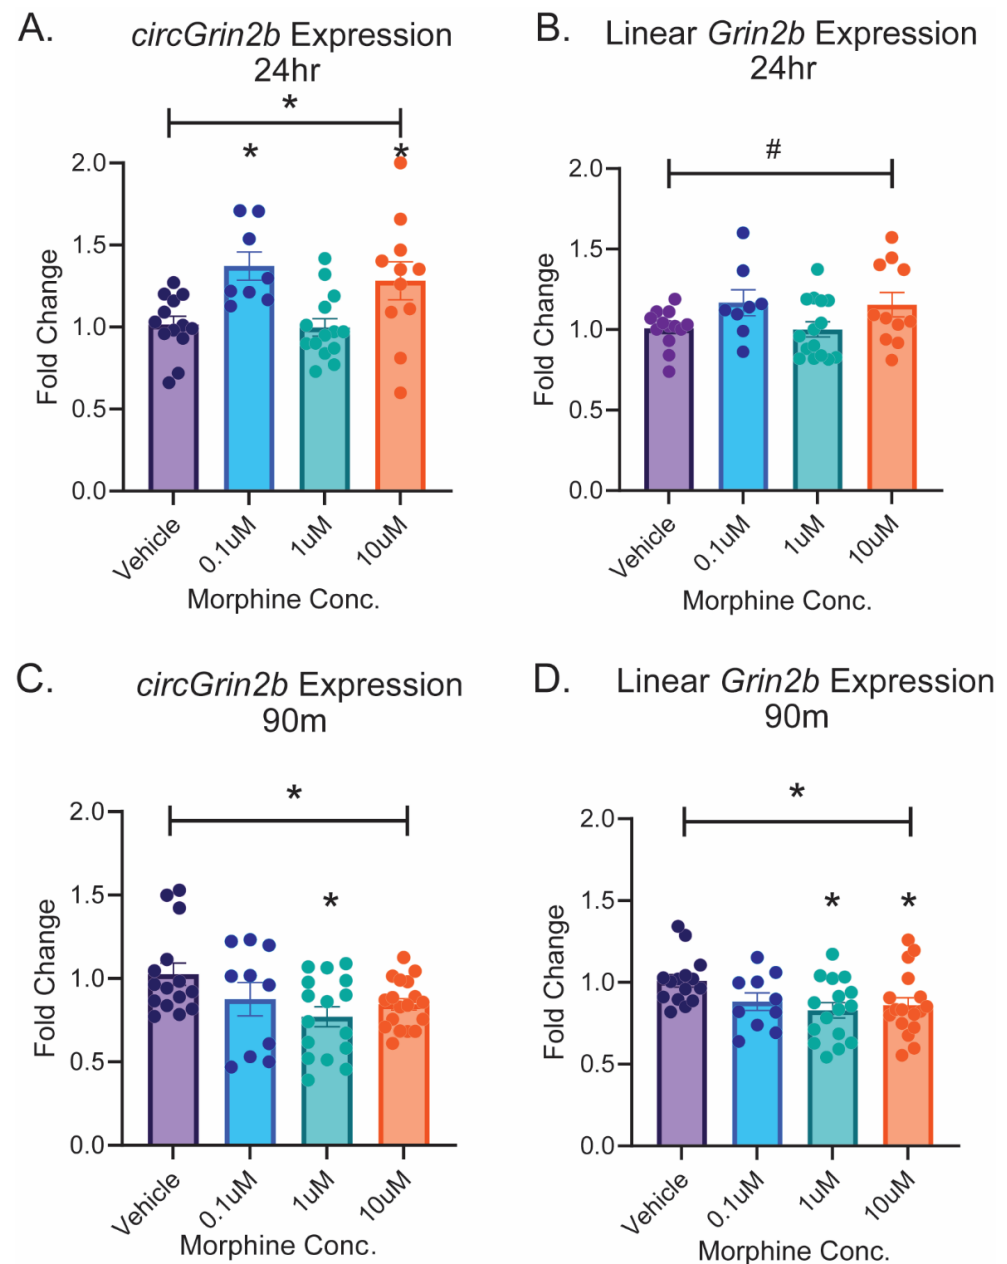 A.
circGrin2b Expression
24hr
*
* *
2.0
1.5
1.0
0.5
0.0
Fold Change
Vehicle
0.1uM
1uM
10uM
Morphine Conc.
B.
Linear Grin2b Expression
24hr
#
2.0
1.5
1.0
0.5
0.0
Fold Change
Vehicle
0.1uM
1uM
10uM
Morphine Conc.
C.
circGrin2b Expression
90m
*
*
2.0
1.5
1.0
0.5
0.0
Fold Change
Vehicle
0.1uM
1uM
10uM
Morphine Conc.
D.
Linear Grin2b Expression
90m
*
* *
2.0
1.5
1.0
0.5
0.0
Fold Change
Vehicle
0.1uM
1uM
10uM
Morphine Conc.